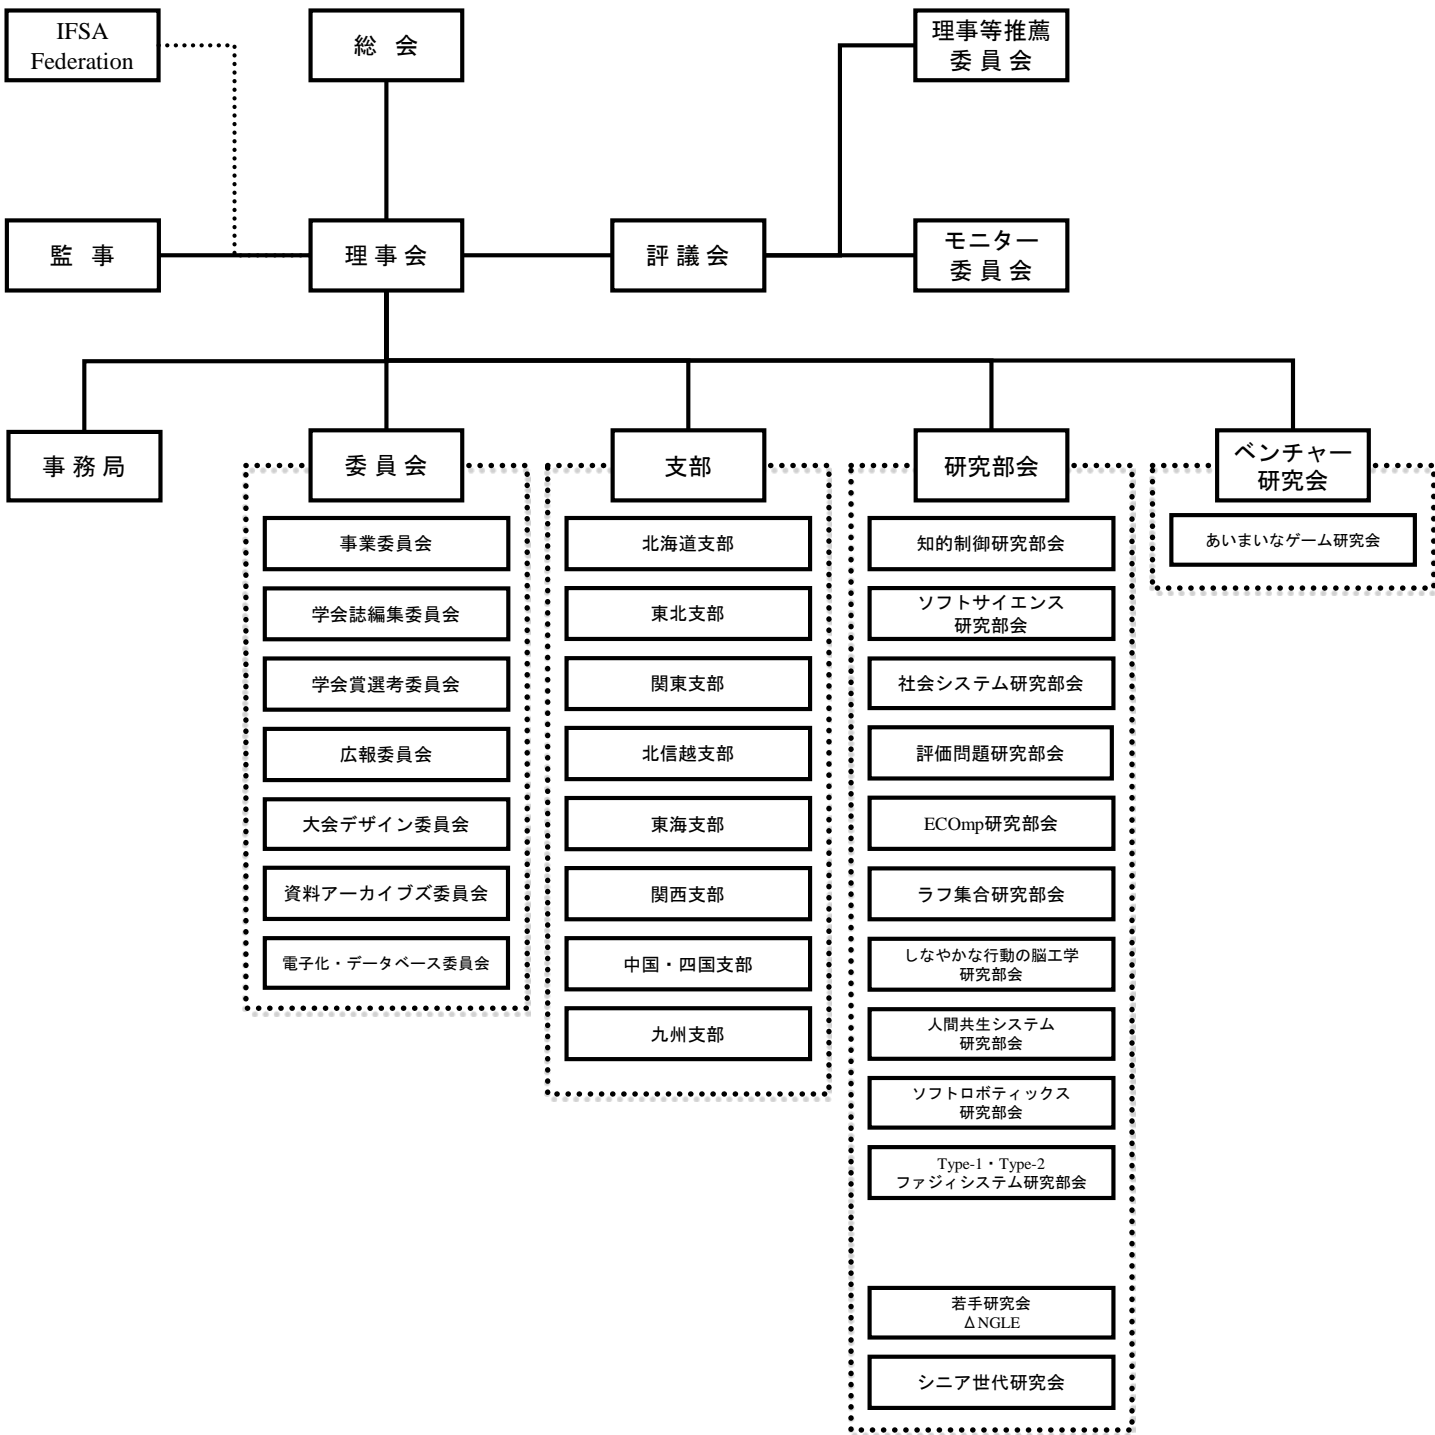 IFSA
Federation
総 会
理事等推薦
委 員 会
監 事
理 事 会
評 議 会
モニター
委 員 会
事 務 局
委 員 会
支部
研究部会
ベンチャー
研究会
事業委員会
学会誌編集委員会
学会賞選考委員会
広報委員会
大会デザイン委員会
資料アーカイブズ委員会
電子化・データベース委員会
北海道支部
東北支部
関東支部
北信越支部
東海支部
関西支部
中国・四国支部
九州支部
知的制御研究部会
ソフトサイエンス
研究部会
社会システム研究部会
評価問題研究部会
ECOmp研究部会
ラフ集合研究部会
しなやかな行動の脳工学
研究部会
人間共生システム
研究部会
ソフトロボティックス
研究部会
Type-1・Type-2
ファジィシステム研究部会
若手研究会
ΔNGLE
シニア世代研究会
あいまいなゲーム研究会